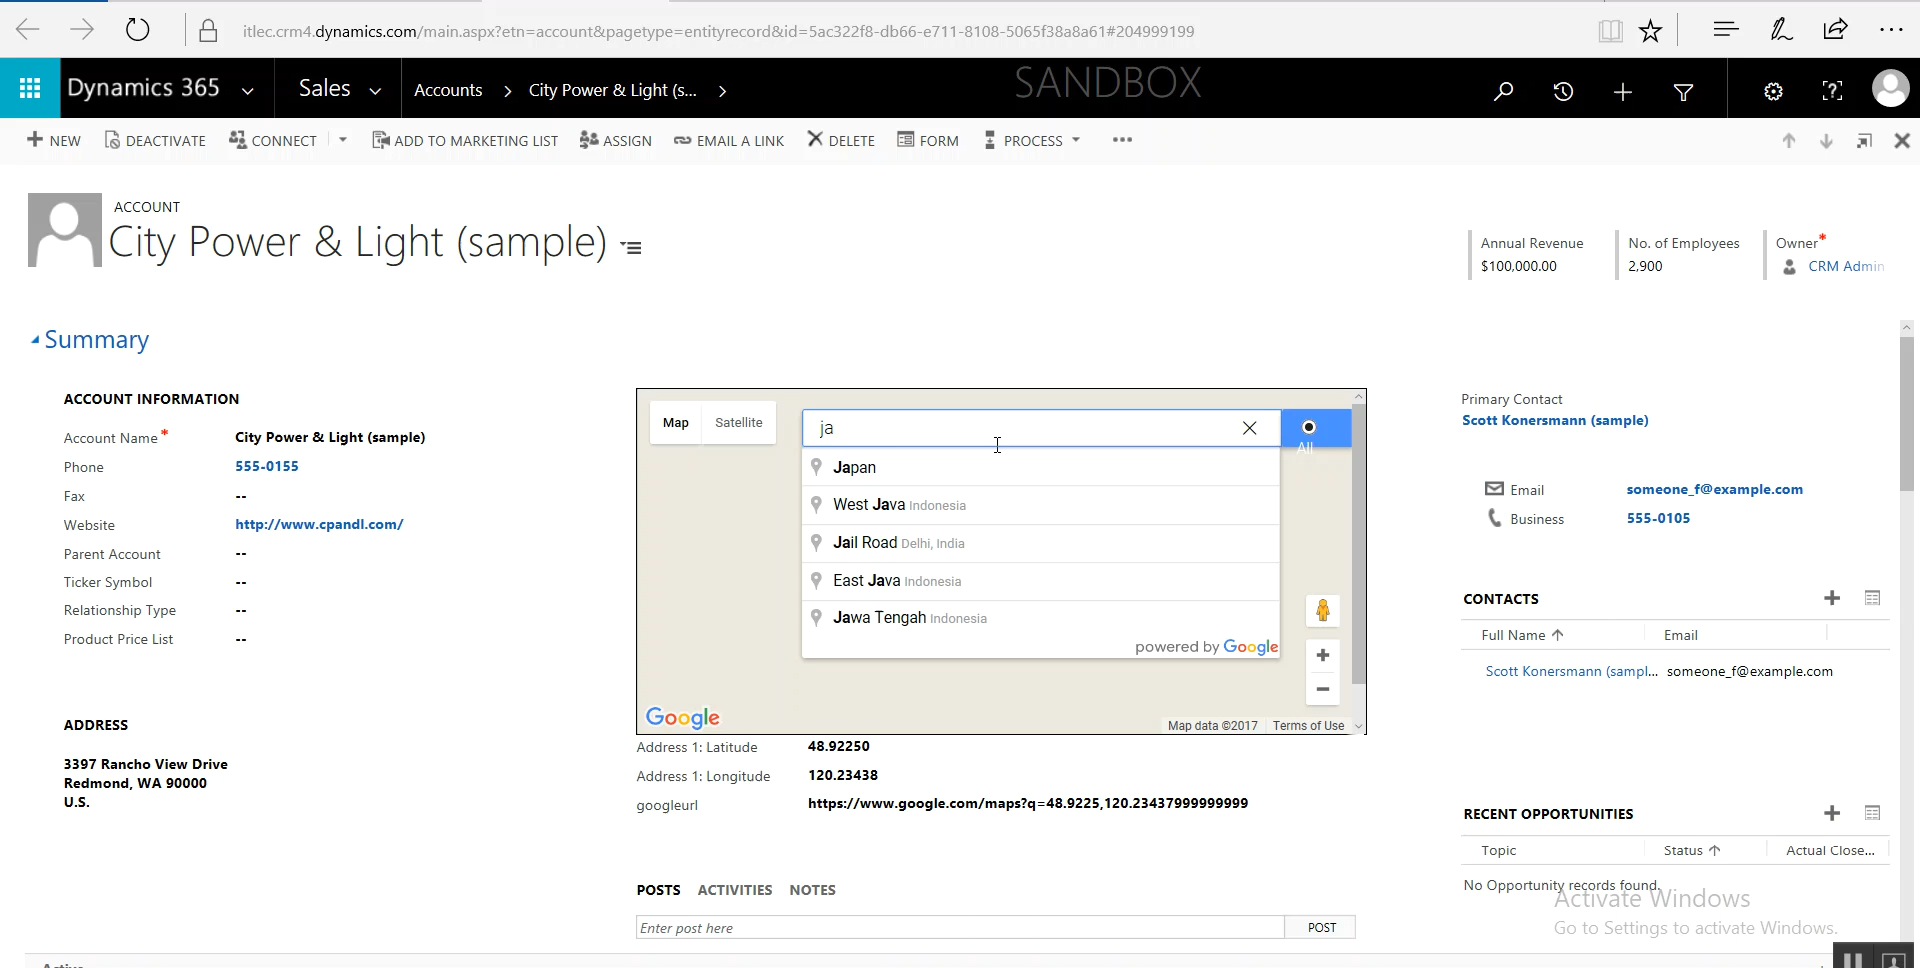 itlec.crm4.dynamics.com/main.aspx?etn=account&pagetype=entityrecord&id=5ac322f8-db66-e711-8108-5065f38a8a61#204999199
Dynamics 365 Sales Accounts > City Power & Light (s... > SANDBOX
NEW DEACTIVATE CONNECT ADD TO MARKETING LIST ASSIGN EMAIL A LINK DELETE FORM PROCESS •••
ACCOUNT
City Power & Light (sample)
Annual Revenue
$100,000.00
No. of Employees
2,900
Owner*
CRM Admin
Summary
ACCOUNT INFORMATION
Account Name* City Power & Light (sample)
Phone 555-0155
Fax --
Website http://www.cpandl.com/
Parent Account --
Ticker Symbol --
Relationship Type --
Product Price List --
ADDRESS
3397 Rancho View Drive
Redmond, WA 90000
U.S.
Map Satellite
ja
All
Japan
West Java Indonesia
Jail Road Delhi, India
East Java Indonesia
Jawa Tengah Indonesia
powered by Google
Google
Map data ©2017 Terms of Use
Address 1: Latitude 48.92250
Address 1: Longitude 120.23438
googleurl https://www.google.com/maps?q=48.9225,120.23437999999999
POSTS ACTIVITIES NOTES
Enter post here POST
Primary Contact
Scott Konersmann (sample)
Email someone_f@example.com
Business 555-0105
CONTACTS
Full Name ↑ Email
Scott Konersmann (sampl... someone_f@example.com
RECENT OPPORTUNITIES
Topic Status ↑ Actual Close...
No Opportunity records found.
Activate Windows
Go to Settings to activate Windows.